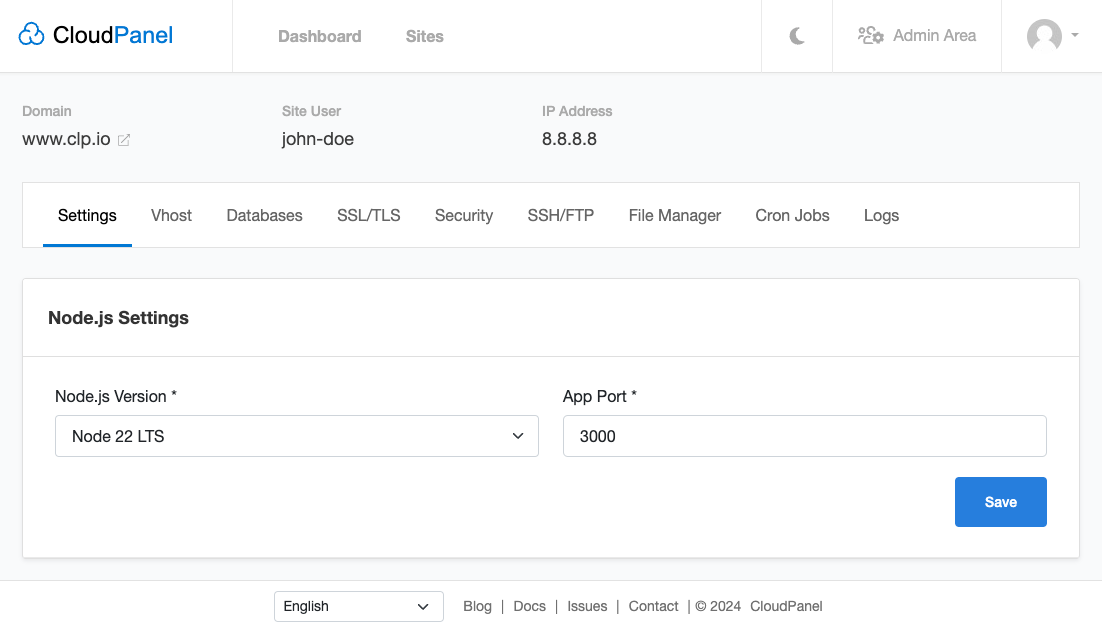 CloudPanel Dashboard Sites Admin Area
Domain Site User IP Address
www.clp.io john-doe 8.8.8.8
Settings Vhost Databases SSL/TLS Security SSH/FTP File Manager Cron Jobs Logs
Node.js Settings
Node.js Version * App Port *
Node 22 LTS 3000
Save
English Blog | Docs | Issues | Contact | © 2024 CloudPanel